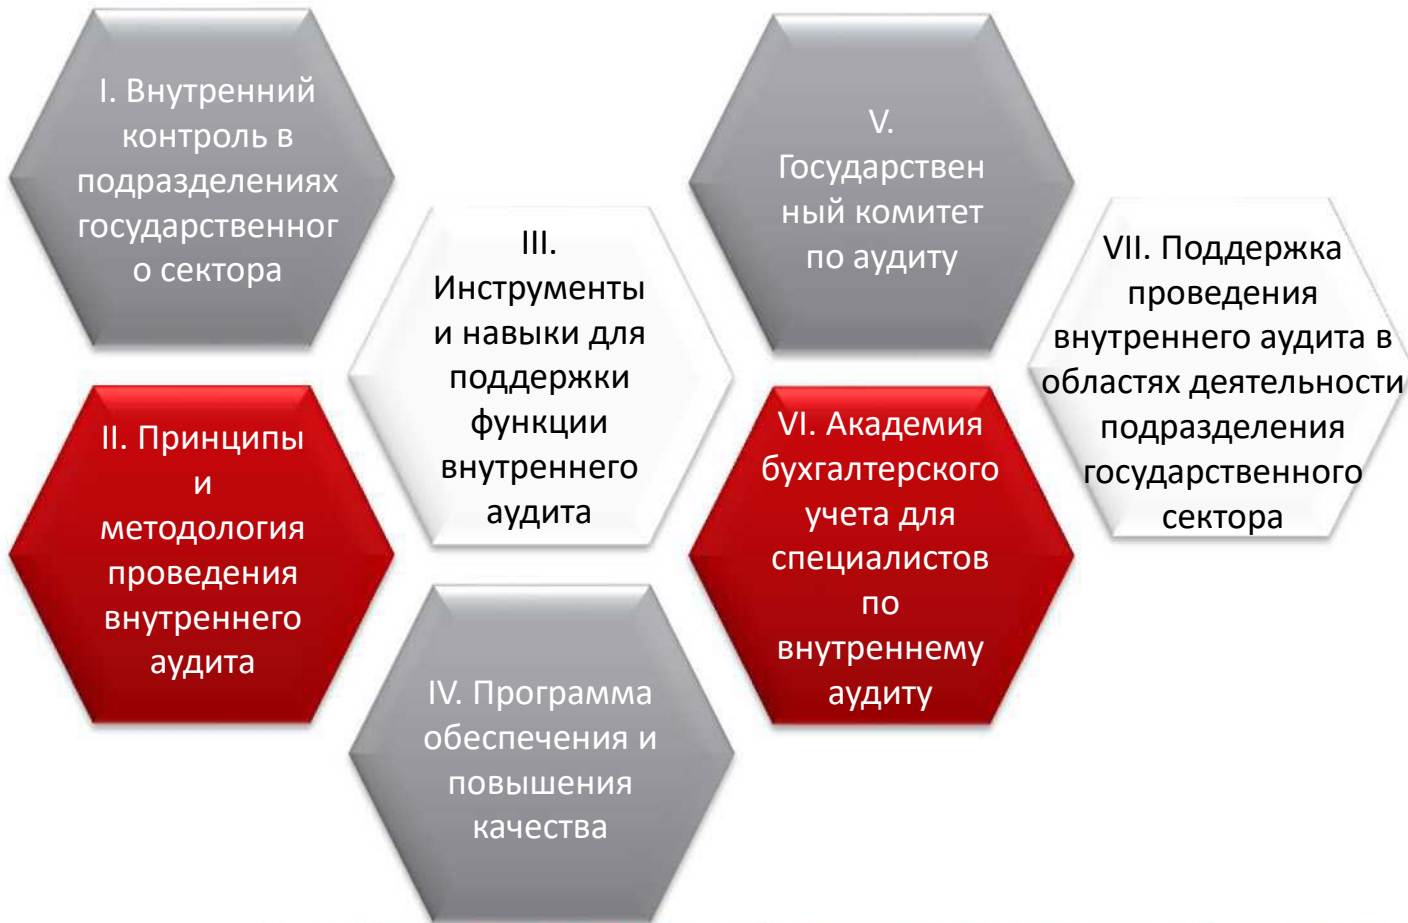 I. Внутренний
контроль в
подразделениях
государственног
о сектора
II. Принципы
и
методология
проведения
внутреннего
аудита
III.
Инструменты
и навыки для
поддержки
функции
внутреннего
аудита
IV. Программа
обеспечения и
повышения
качества
V.
Государствен
ный комитет
по аудиту
VI. Академия
бухгалтерского
учета для
специалистов
по
внутреннему
аудиту
VII. Поддержка
проведения
внутреннего аудита в
областях деятельности
подразделения
государственного
сектора